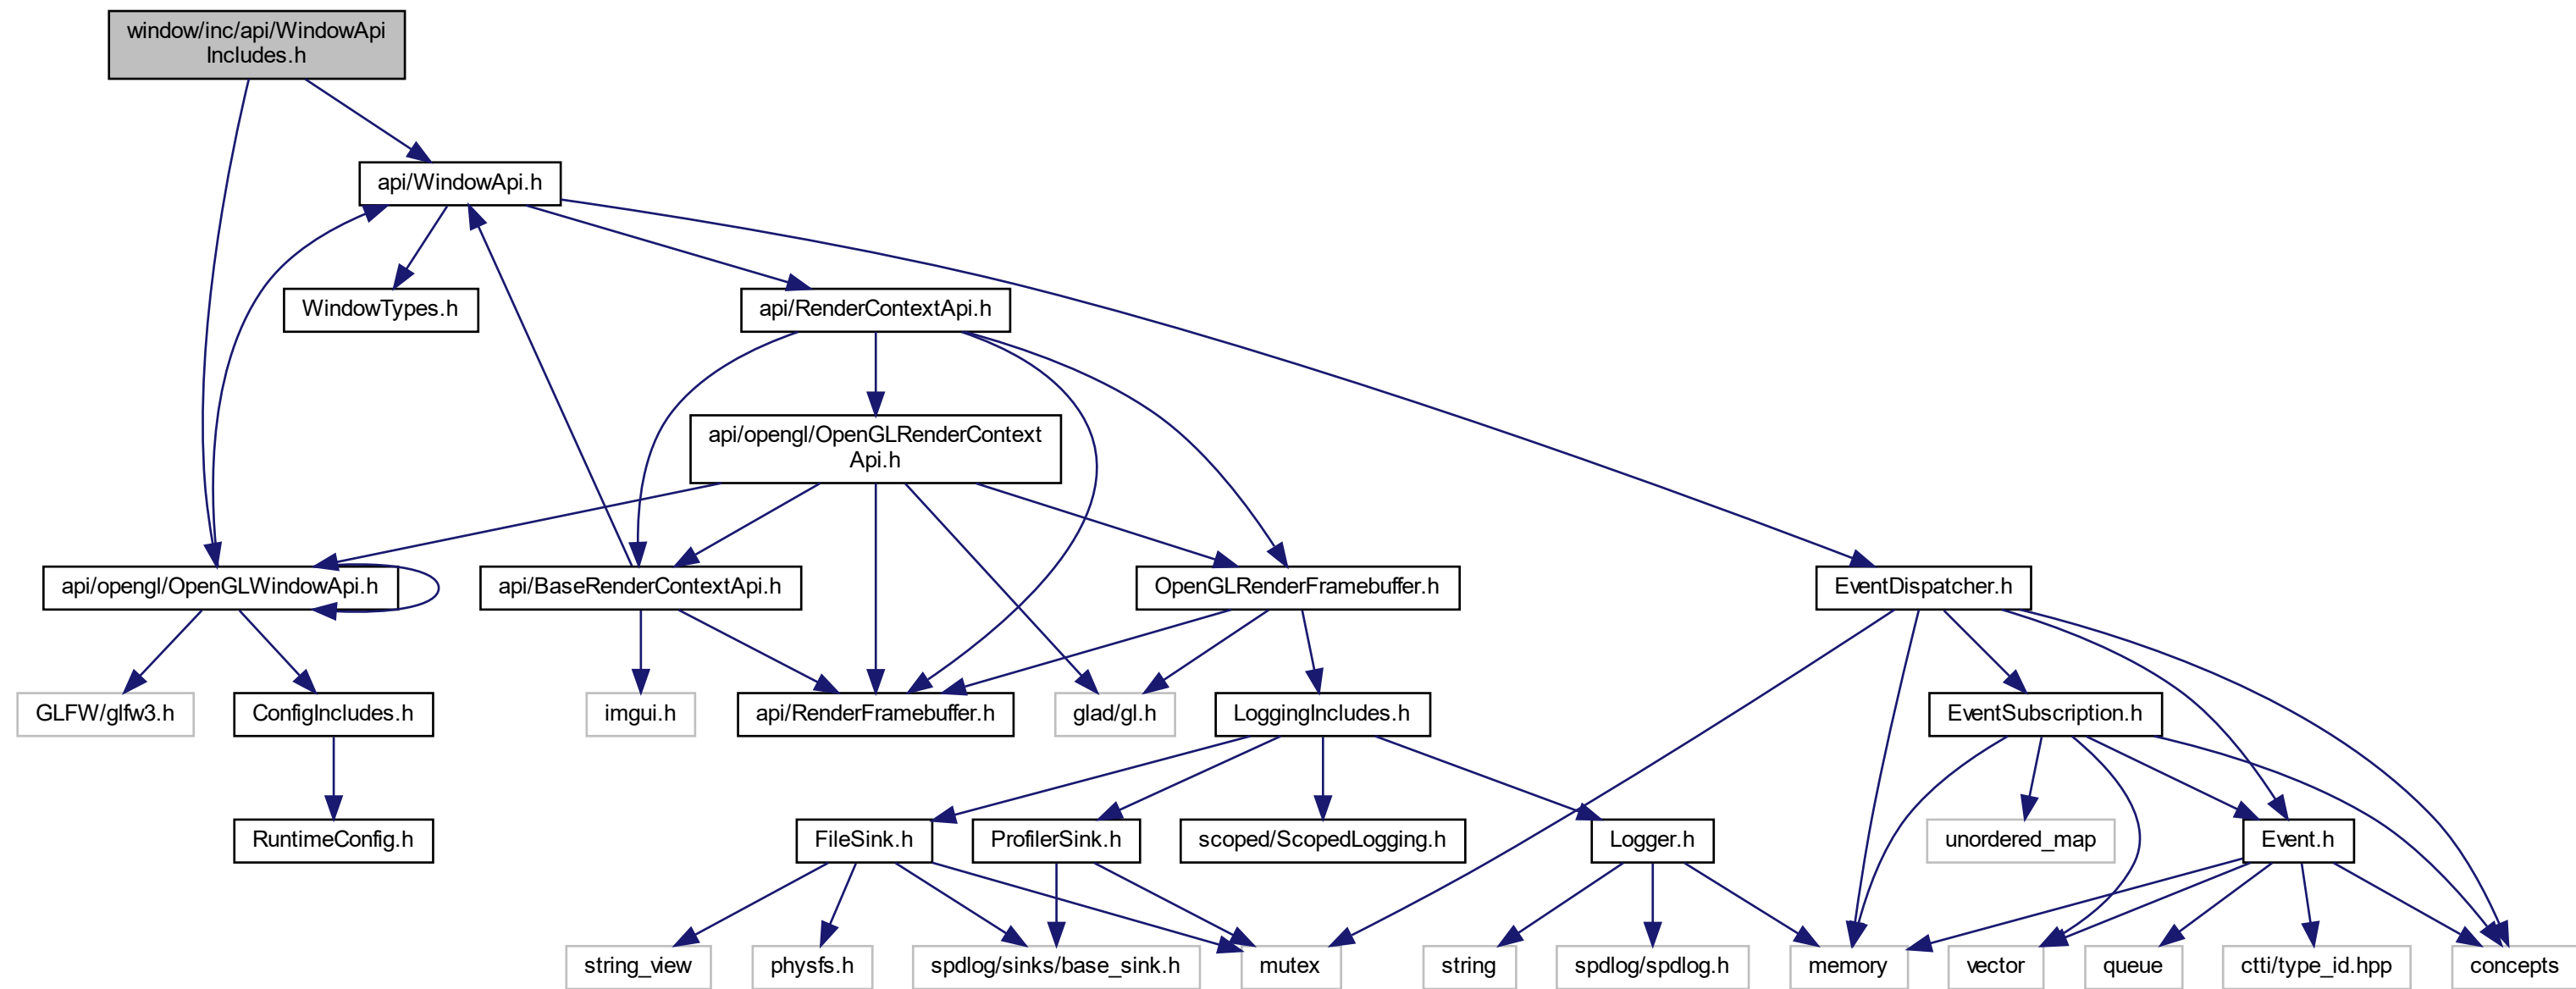 window/inc/api/WindowApi
Includes.h
api/WindowApi.h
WindowTypes.h
api/RenderContextApi.h
api/opengl/OpenGLRenderContext
Api.h
api/opengl/OpenGLWindowApi.h
api/BaseRenderContextApi.h
OpenGLRenderFramebuffer.h
EventDispatcher.h
GLFW/glfw3.h
ConfigIncludes.h
imgui.h
api/RenderFramebuffer.h
glad/gl.h
LoggingIncludes.h
EventSubscription.h
RuntimeConfig.h
FileSink.h
ProfilerSink.h
scoped/ScopedLogging.h
Logger.h
unordered_map
Event.h
string_view
physfs.h
spdlog/sinks/base_sink.h
mutex
string
spdlog/spdlog.h
memory
vector
queue
ctti/type_id.hpp
concepts